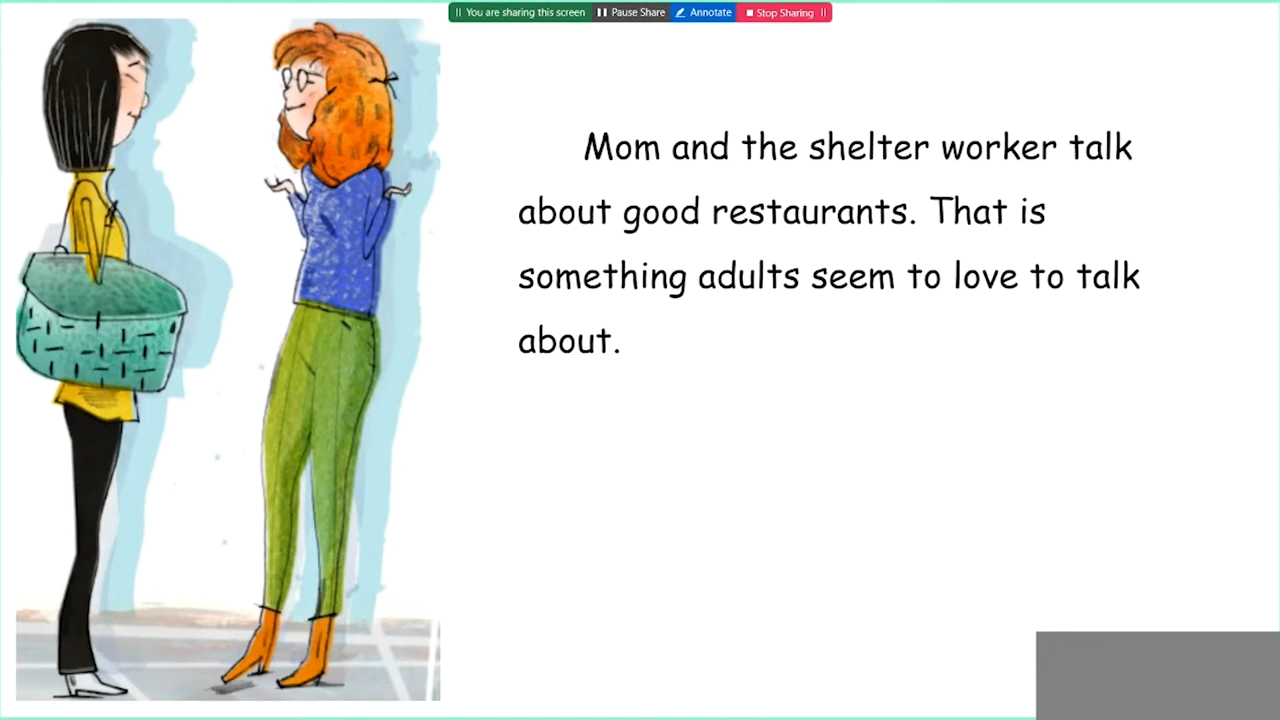 You are sharing this screen Pause Share Annotate Stop Sharing
Mom and the shelter worker talk
about good restaurants. That is
something adults seem to love to talk
about.